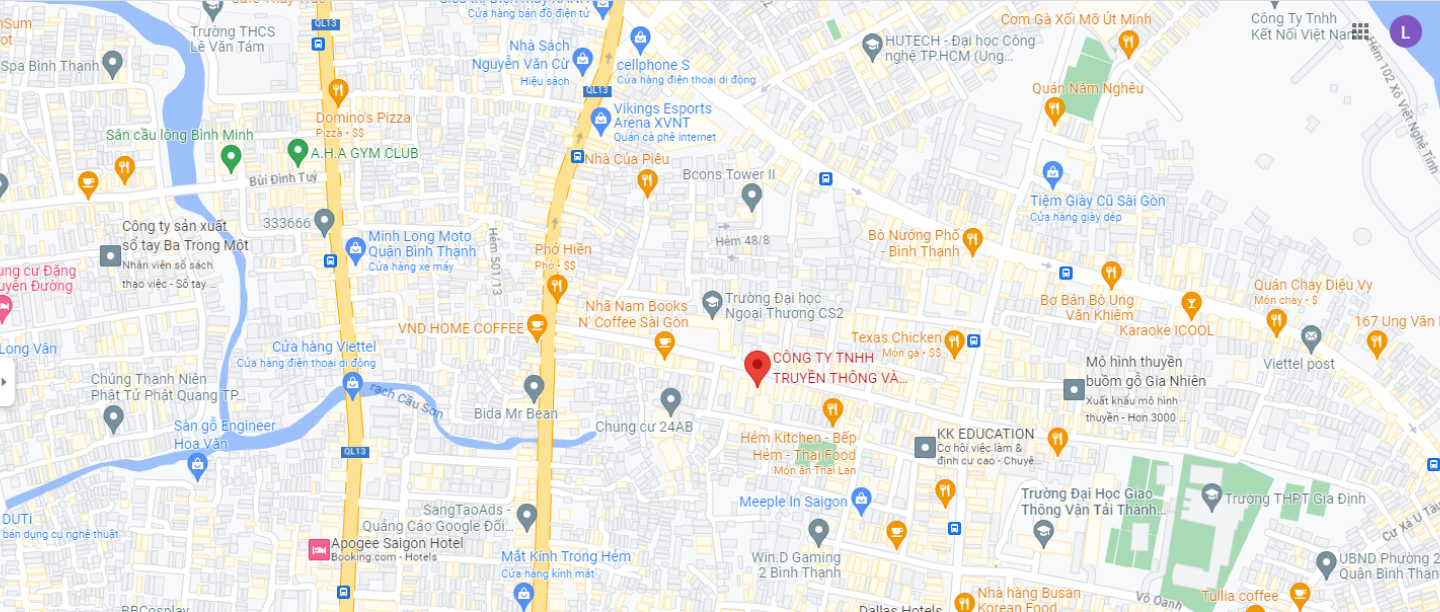 Trường THCS
Lê Văn Tám
QL13
Cửa hàng bán đồ điện tử
Spa Bình Thạnh
Nhà Sách
Nguyễn Văn Cừ
Hiệu sách
cellphone S
Cửa hàng điện thoại di động
QL13
HUTECH - Đại học Công
nghệ TP.HCM (Ung...
Cơm Gà Xối Mỡ Út Minh
Công Ty Tnhh
Kết Nối Việt Nam
L
Hẻm 102 Xô Viết Nghệ Tĩnh
Quán Năm Nghêu
Domino's Pizza
Pizza • $$
Vikings Esports
Arena XVNT
Quán cà phê internet
Sân cầu lông Bình Minh
A.H.A GYM CLUB
Bùi Đình Tuý
Nhà Của Piêu
Bcons Tower II
Tiệm Giày Cũ Sài Gòn
Cửa hàng giày dép
333666
Công ty sản xuất
sổ tay Ba Trong Một
Nhân viên sổ sách
thạo việc - Sổ tay ...
Minh Long Moto
Quận Bình Thạnh
Cửa hàng xe máy
Hẻm 501/13
Phở Hiền
Phở • $$
Hẻm 48/8
Bò Nướng Phố
- Bình Thạnh
ung cư Đặng
uyên Đường
Nhã Nam Books
N' Coffee Sài Gòn
Trường Đại học
Ngoại Thương CS2
Bơ Bán Bò Ung
Văn Khiêm
Karaoke ICOOL
Quán Chay Diệu Vy
Món chay • $
167 Ung Văn
VND HOME COFFEE
Texas Chicken
Món gà • $$
Viettel post
Long Vân
Cửa hàng Viettel
Cửa hàng điện thoại di động
CÔNG TY TNHH
TRUYỀN THÔNG VÀ...
Mô hình thuyền
buồm gỗ Gia Nhiên
Xuất khẩu mô hình
thuyền - Hơn 3000 ...
Chúng Thanh Niên
Phật Tử Phật Quang TP...
rạch Cầu Sơn
Bida Mr Bean
Chung cư 24AB
Sàn gỗ Engineer
Hoa Văn
QL13
Hẻm Kitchen - Bếp
Hẻm - Thai Food
Món ăn Thái Lan
KK EDUCATION
Cơ hội việc làm &
định cư cao - Chuyê...
Meeple In Saigon
Trường Đại Học Giao
Thông Vận Tải Thành...
Trường THPT Gia Định
DUTI
bán dụng cụ nghệ thuật
SangTaoAds -
Quảng Cáo Google Đối...
Apogee Saigon Hotel
Booking.com - Hotels
Mắt Kính Trong Hẻm
Cửa hàng kính mát
Win.D Gaming
2 Bình Thạnh
UBND Phường 2
Quận Bình Thạnh
Võ Oanh
Nhà hàng Busan
Korean Food
Tullia coffee
Dallas Hotels
BBCosplay